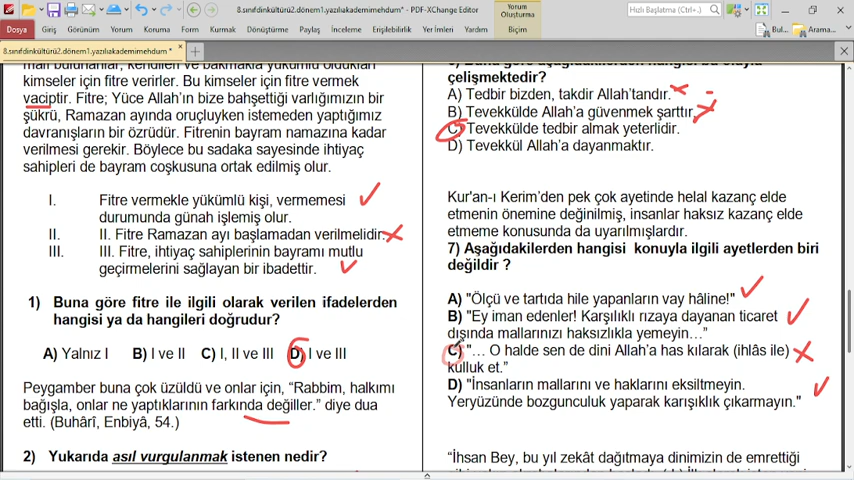 8.sınıfdinkültürü2.dönem1.yazılıakademimehdum* - PDF-XChange Editor
Yorum
Oluşturma
Hızlı Başlatma (Ctrl+.)
Dosya
Giriş
Görünüm
Yorum
Kurmak
Dönüştürme
Paylaş
İnceleme
Erişilebilirlik
Yer İmleri
Yardım
Biçim
Bul...
Arama...
8.sınıfdinkültürü2.dönem1.yazılıakademimehdum *
kimseler için fitre verirler. Bu kimseler için fitre vermek
vaciptir. Fitre; Yüce Allah’ın bize bahşettiği varlığımızın bir
şükrü, Ramazan ayında oruçluyken istemeden yaptığımız
davranışların bir özrüdür. Fitrenin bayram namazına kadar
verilmesi gerekir. Böylece bu sadaka sayesinde ihtiyaç
sahipleri de bayram coşkusuna ortak edilmiş olur.
I. Fitre vermekle yükümlü kişi, vermemesi
durumunda günah işlemiş olur.
II. II. Fitre Ramazan ayı başlamadan verilmelidir.
III. III. Fitre, ihtiyaç sahiplerinin bayramı mutlu
geçirmelerini sağlayan bir ibadettir.
1) Buna göre fitre ile ilgili olarak verilen ifadelerden
hangisi ya da hangileri doğrudur?
A) Yalnız I B) I ve II C) I, II ve III D) I ve III
Peygamber buna çok üzüldü ve onlar için, “Rabbim, halkımı
bağışla, onlar ne yaptıklarının farkında değiller.” diye dua
etti. (Buhârî, Enbiyâ, 54.)
2) Yukarıda asıl vurgulanmak istenen nedir?
çelişmektedir?
A) Tedbir bizden, takdir Allah’tandır.
B) Tevekkülde Allah’a güvenmek şarttır.
C) Tevekkülde tedbir almak yeterlidir.
D) Tevekkül Allah’a dayanmaktır.
Kur'an-ı Kerim’den pek çok ayetinde helal kazanç elde
etmenin önemine değinilmiş, insanlar haksız kazanç elde
etmeme konusunda da uyarılmışlardır.
7) Aşağıdakilerden hangisi konuyla ilgili ayetlerden biri
değildir ?
A) "Ölçü ve tartıda hile yapanların vay hâline!"
B) "Ey iman edenler! Karşılıklı rızaya dayanan ticaret
dışında mallarınızı haksızlıkla yemeyin…”
C) "… O halde sen de dini Allah’a has kılarak (ihlâs ile)
kulluk et.”
D) "İnsanların mallarını ve haklarını eksiltmeyin.
Yeryüzünde bozgunculuk yaparak karışıklık çıkarmayın."
“İhsan Bey, bu yıl zekât dağıtmaya dinimizin de emrettiği